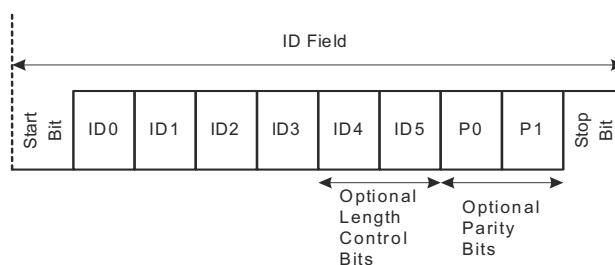 ID Field
Start
Bit
ID0
ID1
ID2
ID3
ID4
ID5
P0
P1
Stop
Bit
Optional
Length
Control
Bits
Optional
Parity
Bits